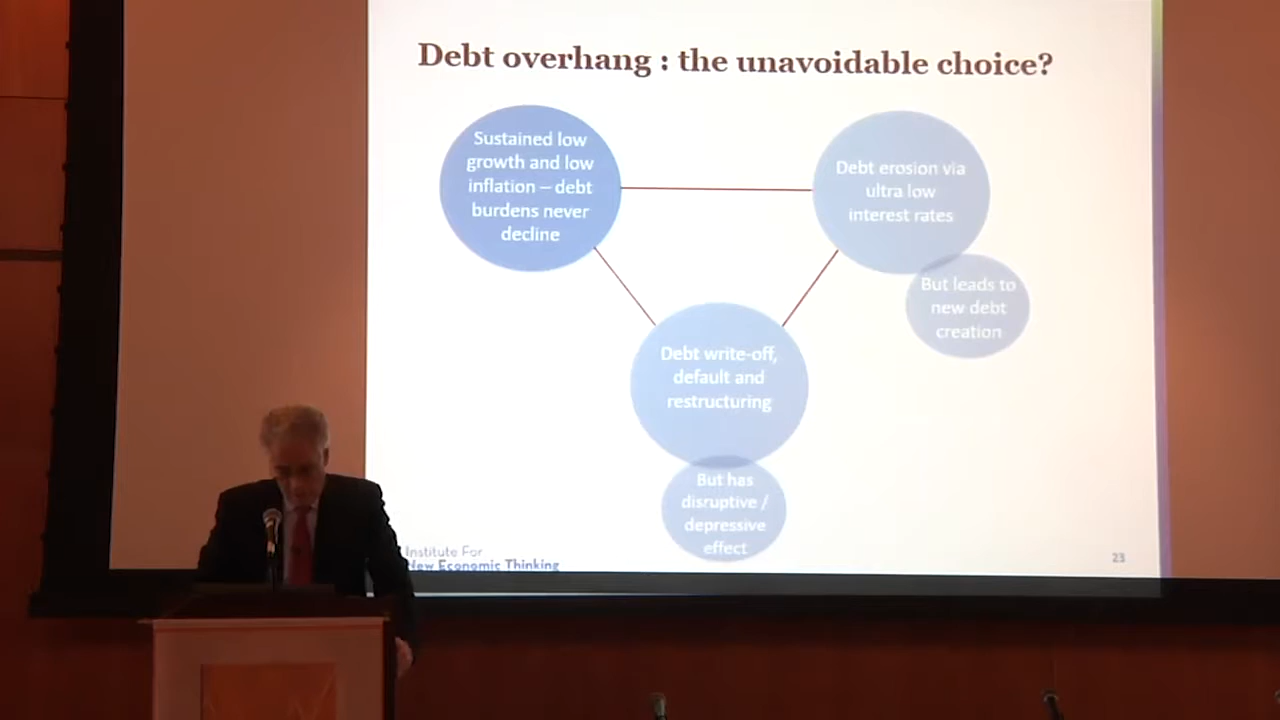 Debt overhang : the unavoidable choice?
Sustained low
growth and low
inflation – debt
burdens never
decline
Debt erosion via
ultra low
interest rates
But leads to
new debt
creation
Debt write-off,
default and
restructuring
But has
disruptive /
depressive
effect
Institute For
New Economic Thinking
23